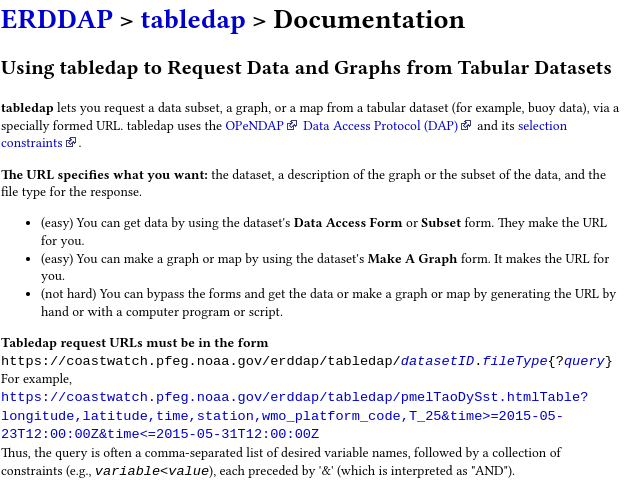 ERDDAP > tabledap > Documentation
Using tabledap to Request Data and Graphs from Tabular Datasets
tabledap lets you request a data subset, a graph, or a map from a tabular dataset (for example, buoy data), via a
specially formed URL. tabledap uses the OPeNDAP Data Access Protocol (DAP) and its selection
constraints .
The URL specifies what you want: the dataset, a description of the graph or the subset of the data, and the
file type for the response.
• (easy) You can get data by using the dataset's Data Access Form or Subset form. They make the URL
for you.
• (easy) You can make a graph or map by using the dataset's Make A Graph form. It makes the URL for
you.
• (not hard) You can bypass the forms and get the data or make a graph or map by generating the URL by
hand or with a computer program or script.
Tabledap request URLs must be in the form
https://coastwatch.pfeg.noaa.gov/erddap/tabledap/datasetID.fileType{?query}
For example,
https://coastwatch.pfeg.noaa.gov/erddap/tabledap/pmelTaoDySst.htmlTable?
longitude,latitude,time,station,wmo_platform_code,T_25&time>=2015-05-
23T12:00:00Z&time<=2015-05-31T12:00:00Z
Thus, the query is often a comma-separated list of desired variable names, followed by a collection of
constraints (e.g., variable<value), each preceded by '&' (which is interpreted as "AND").